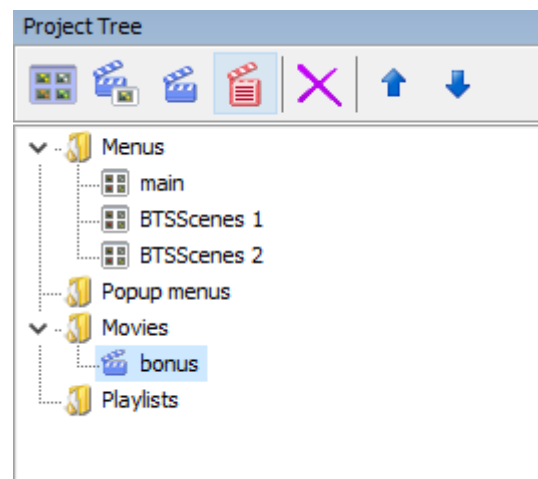 Project Tree
Menus
main
BTSScenes 1
BTSScenes 2
Popup menus
Movies
bonus
Playlists